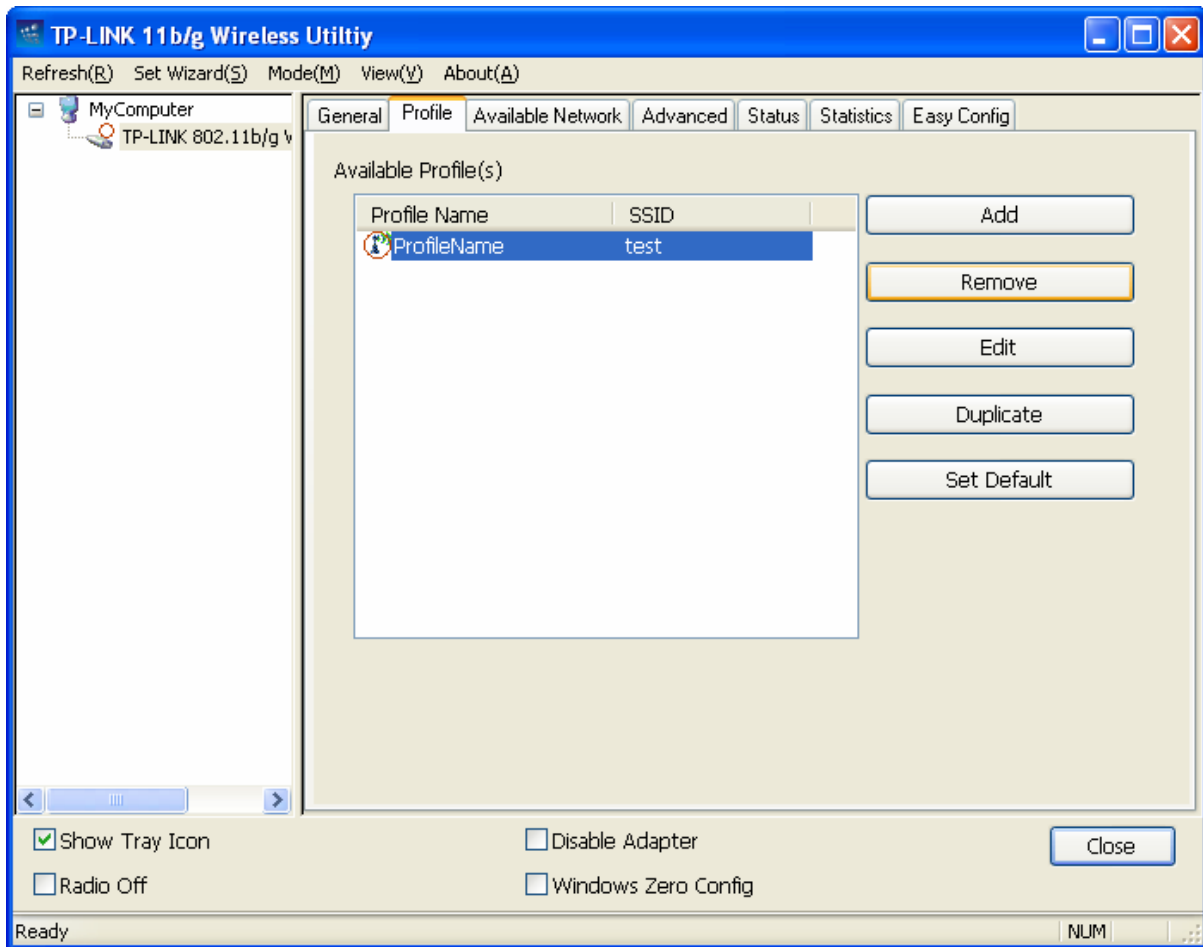 TP-LINK 11b/g Wireless Utiltiy
Refresh(R) Set Wizard(S) Mode(M) View(V) About(A)
MyComputer
TP-LINK 802.11b/g W
General Profile Available Network Advanced Status Statistics Easy Config
Available Profile(s)
Profile Name SSID
ProfileName test
Add
Remove
Edit
Duplicate
Set Default
Show Tray Icon
Disable Adapter
Close
Radio Off
Windows Zero Config
Ready
NUM